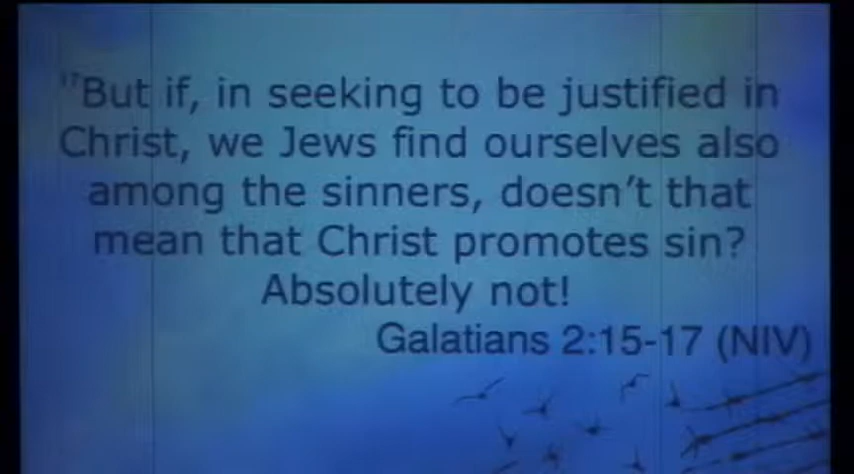 ¹⁷But if, in seeking to be justified in
Christ, we Jews find ourselves also
among the sinners, doesn't that
mean that Christ promotes sin?
Absolutely not!
Galatians 2:15-17 (NIV)